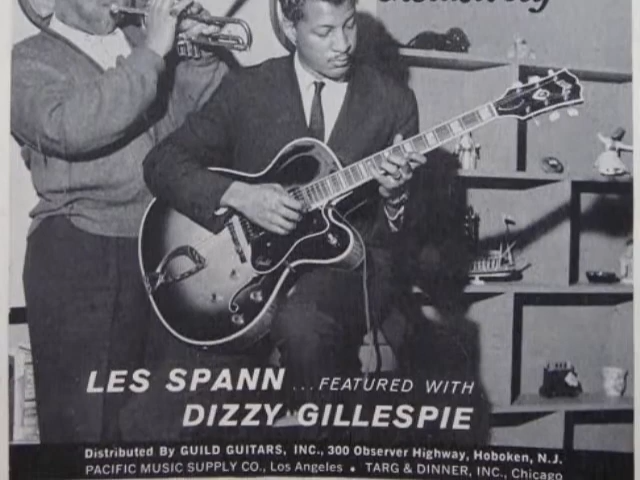 LES SPANN ... FEATURED WITH
DIZZY GILLESPIE
Distributed By GUILD GUITARS, INC., 300 Observer Highway, Hoboken, N.J.
PACIFIC MUSIC SUPPLY CO., Los Angeles • TARG & DINNER, INC., Chicago